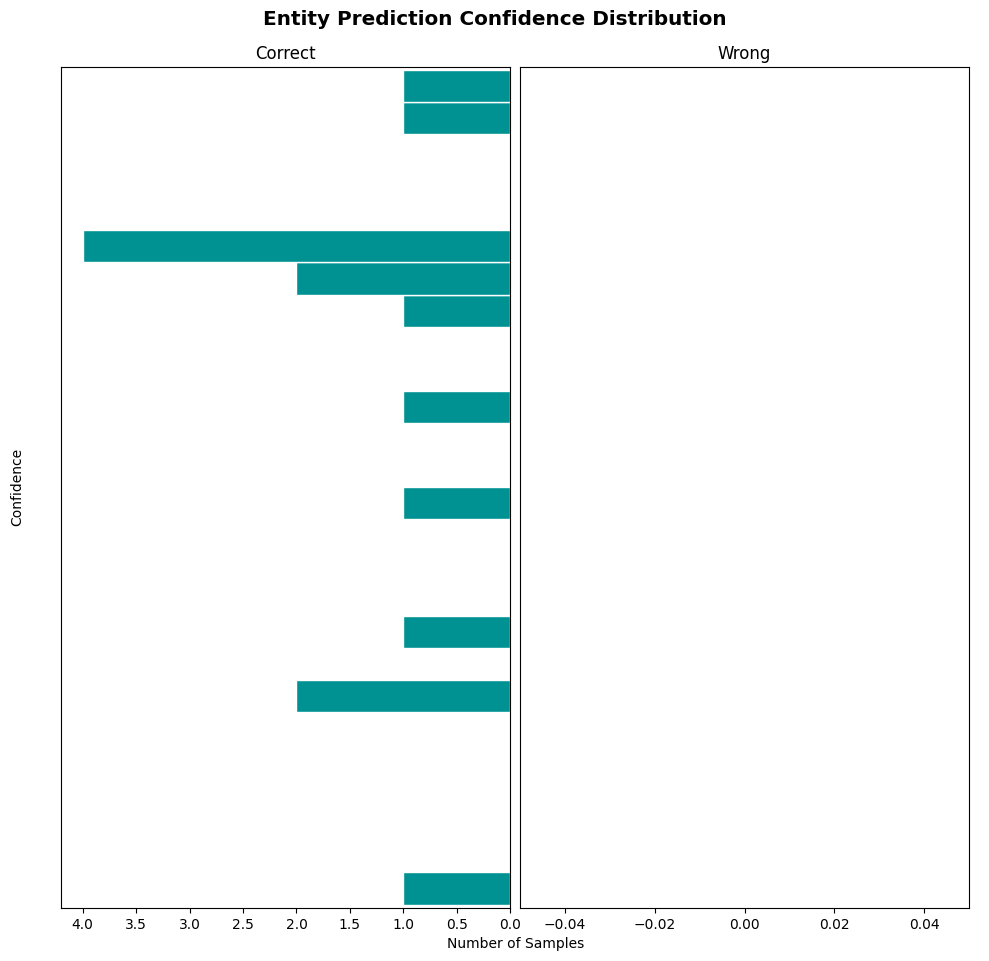 Entity Prediction Confidence Distribution
Correct
Wrong
Confidence
4.0 3.5 3.0 2.5 2.0 1.5 1.0 0.5 0.0
−0.04 −0.02 0.00 0.02 0.04
Number of Samples